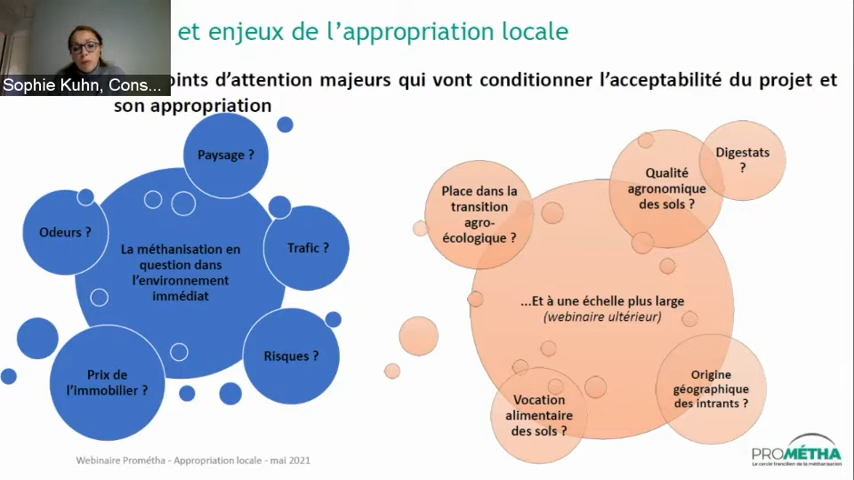 et enjeux de l'appropriation locale
Sophie Kuhn, Cons...
oints d'attention majeurs qui vont conditionner l'acceptabilité du projet et
son appropriation
Paysage ?
Odeurs ?
La méthanisation en
question dans
l'environnement
immédiat
Trafic ?
Risques ?
Prix de
l'immobilier ?
Place dans la
transition
agro-
écologique ?
Qualité
agronomique
des sols ?
Digestats
?
...Et à une échelle plus large
(webinaire ultérieur)
Vocation
alimentaire
des sols ?
Origine
géographique
des intrants ?
Webinaire Prométha - Appropriation locale - mai 2021
PROMÉTHA
Le cercle francilien de la méthanisation